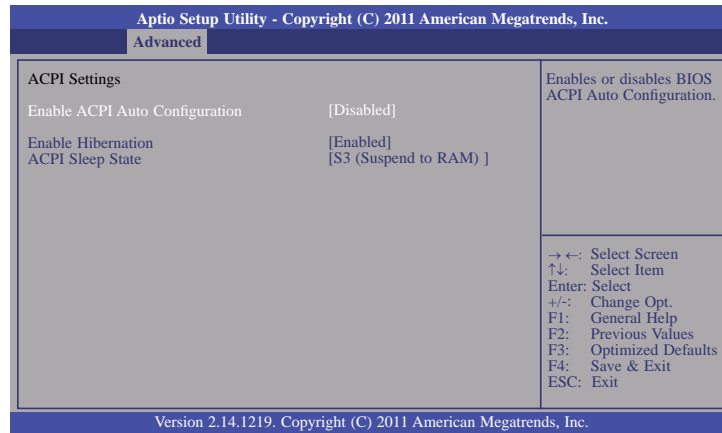 Aptio Setup Utility - Copyright (C) 2011 American Megatrends, Inc.
Advanced
ACPI Settings
Enable ACPI Auto Configuration [Disabled]
Enable Hibernation [Enabled]
ACPI Sleep State [S3 (Suspend to RAM) ]
Enables or disables BIOS
ACPI Auto Configuration.
→ ←: Select Screen
↑↓: Select Item
Enter: Select
+/-: Change Opt.
F1: General Help
F2: Previous Values
F3: Optimized Defaults
F4: Save & Exit
ESC: Exit
Version 2.14.1219. Copyright (C) 2011 American Megatrends, Inc.